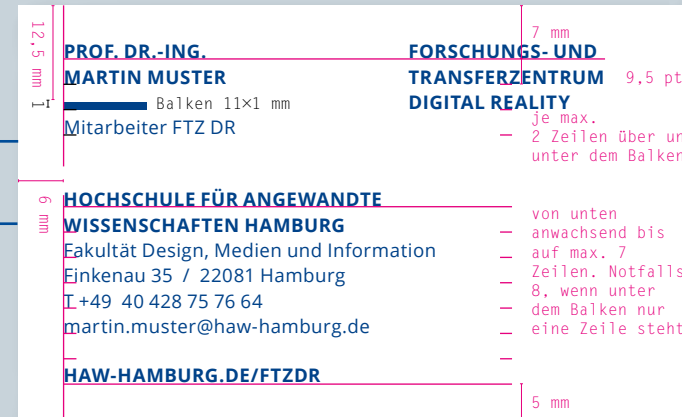 12,5 mm
1
6 mm
PROF. DR.-ING.
MARTIN MUSTER
Balken 11×1 mm
Mitarbeiter FTZ DR
FORSCHUNGS- UND
TRANSFERZENTRUM
DIGITAL REALITY
7 mm
9,5 pt
je max.
2 Zeilen über un
unter dem Balken
HOCHSCHULE FÜR ANGEWANDTE
WISSENSCHAFTEN HAMBURG
Fakultät Design, Medien und Information
Finkenau 35 / 22081 Hamburg
T +49 40 428 75 76 64
martin.muster@haw-hamburg.de
HAW-HAMBURG.DE/FTZDR
von unten
anwachsend bis
auf max. 7
Zeilen. Notfalls
8, wenn unter
dem Balken nur
eine Zeile steht
5 mm